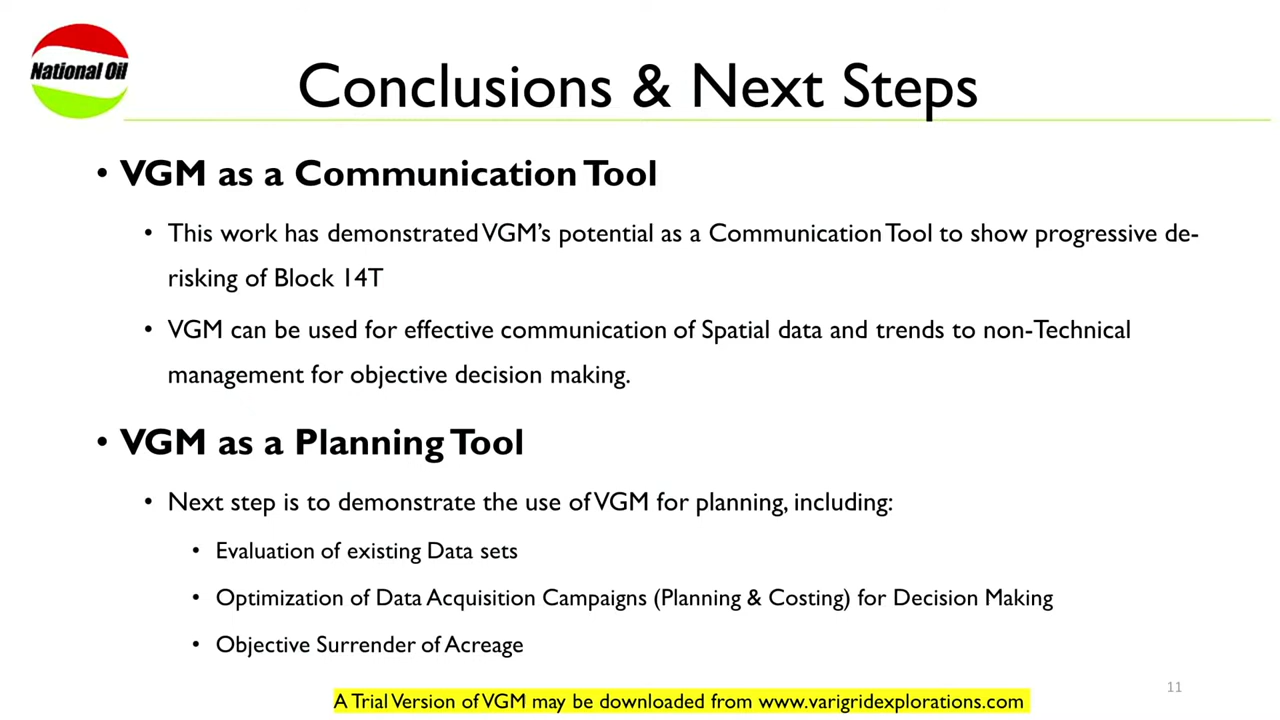 National Oil
Conclusions & Next Steps
• VGM as a Communication Tool
• This work has demonstrated VGM's potential as a Communication Tool to show progressive de-
risking of Block 14T
• VGM can be used for effective communication of Spatial data and trends to non-Technical
management for objective decision making.
• VGM as a Planning Tool
• Next step is to demonstrate the use of VGM for planning, including:
• Evaluation of existing Data sets
• Optimization of Data Acquisition Campaigns (Planning & Costing) for Decision Making
• Objective Surrender of Acreage
11
A Trial Version of VGM may be downloaded from www.varigridexplorations.com